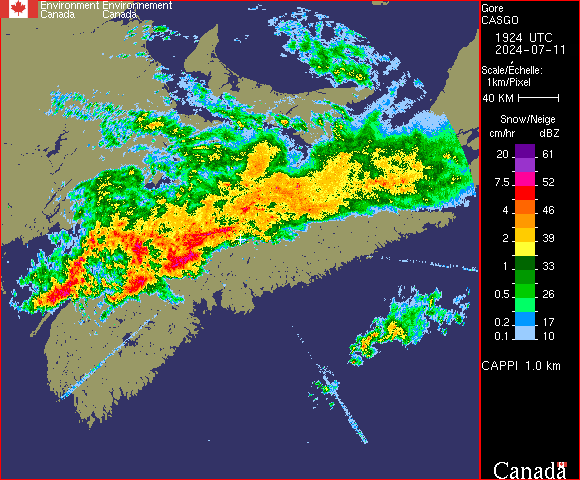 Environment Environnement
Canada Canada
Gore
CASGO
1924 UTC
2024-07-11
Scale/Échelle:
1km/Pixel
40 KM
Snow/Neige
cm/hr dBZ
20 61
7.5 52
4 46
2 39
1 33
0.5 26
0.2 17
0.1 10
CAPPI 1.0 km
Canada